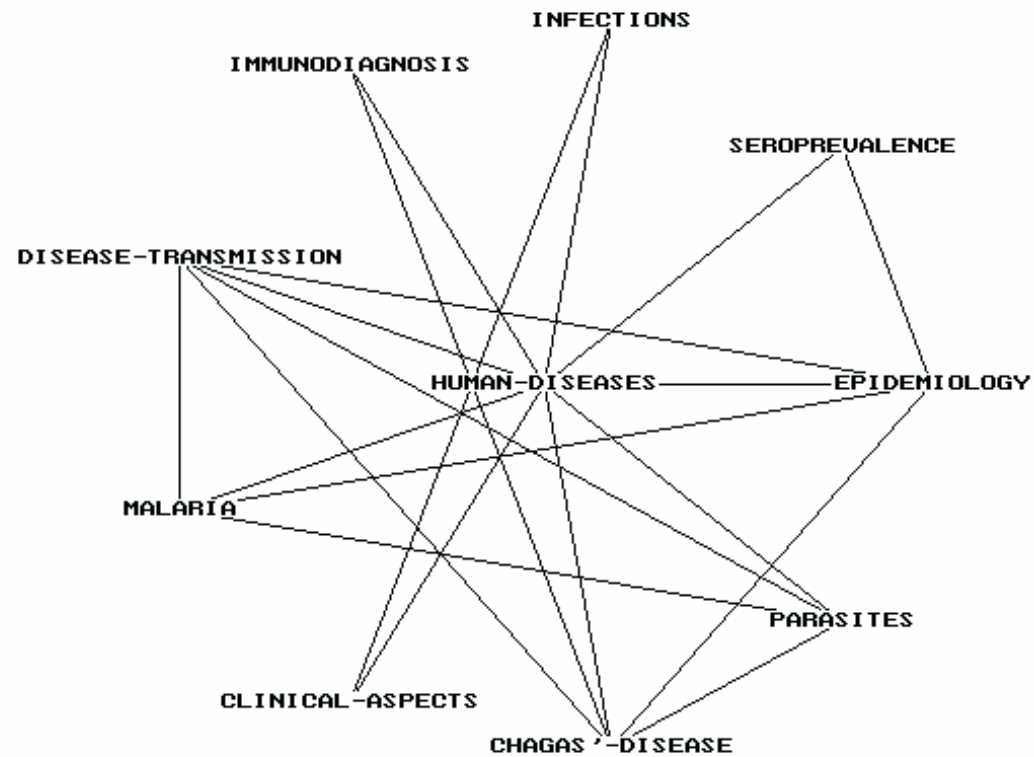 INFECTIONS
IMMUNODIAGNOSIS
SEROPREVALENCE
DISEASE-TRANSMISSION
HUMAN-DISEASES
EPIDEMIOLOGY
MALARIA
PARASITES
CLINICAL-ASPECTS
CHAGAS'-DISEASE